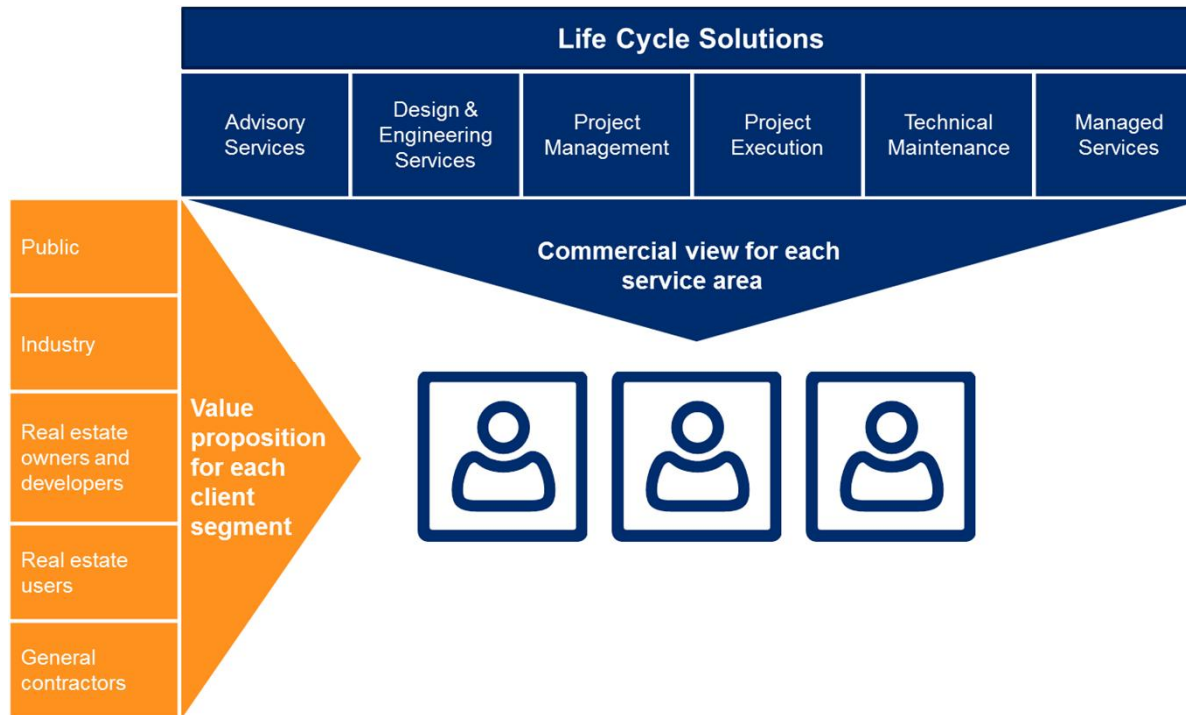 Life Cycle Solutions
Advisory
Services
Design &
Engineering
Services
Project
Management
Project
Execution
Technical
Maintenance
Managed
Services
Commercial view for each
service area
Public
Industry
Real estate
owners and
developers
Real estate
users
General
contractors
Value
proposition
for each
client
segment